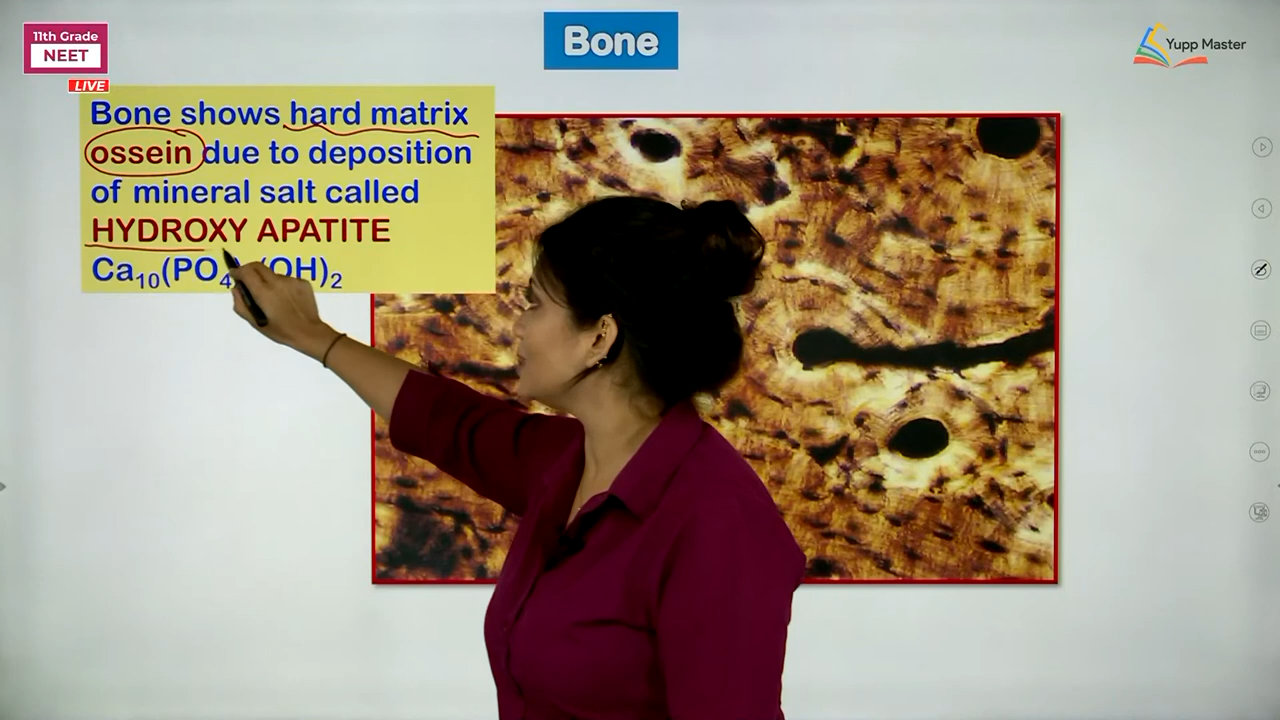 11th Grade
NEET
LIVE
Bone
Yupp Master
Bone shows hard matrix
ossein due to deposition
of mineral salt called
HYDROXY APATITE
Ca₁₀(PO₄) (OH)₂